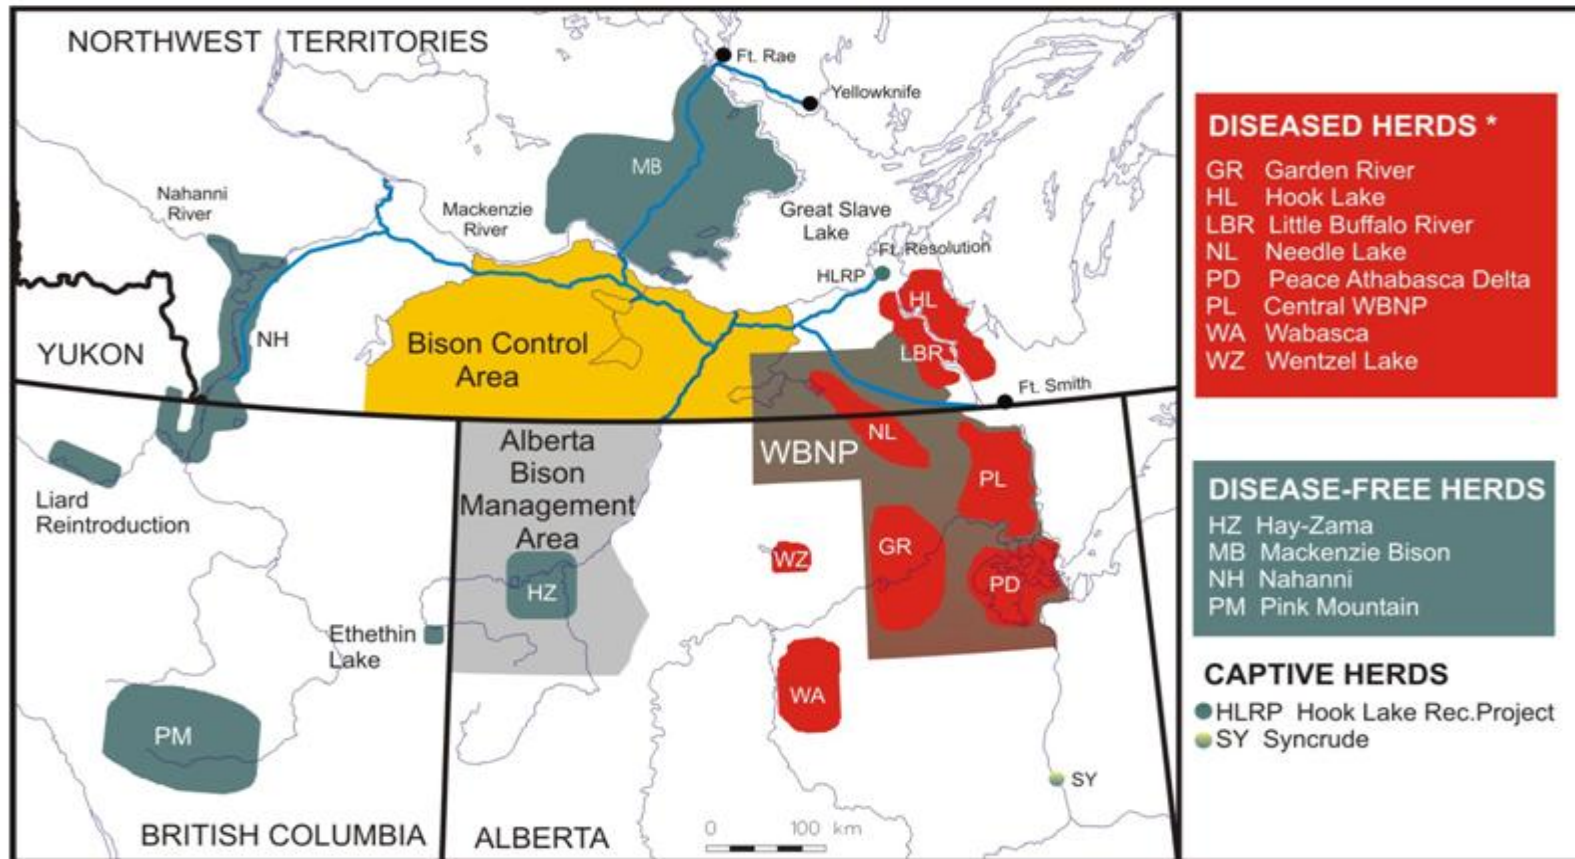 NORTHWEST TERRITORIES
Ft. Rae
Yellowknife
MB
Nahanni
River
Mackenzie
River
Great Slave
Lake
Ft. Resolution
HLRP
HL
NH
YUKON
Bison Control
Area
LBR
Ft. Smith
Alberta
Bison
Management
Area
WBNP
NL
PL
Liard
Reintroduction
GR
WZ
PD
HZ
Ethethin
Lake
WA
PM
SY
0 100 km
BRITISH COLUMBIA
ALBERTA
DISEASED HERDS *
GR Garden River
HL Hook Lake
LBR Little Buffalo River
NL Needle Lake
PD Peace Athabasca Delta
PL Central WBNP
WA Wabasca
WZ Wentzel Lake
DISEASE-FREE HERDS
HZ Hay-Zama
MB Mackenzie Bison
NH Nahanni
PM Pink Mountain
CAPTIVE HERDS
HLRP Hook Lake Rec.Project
SY Syncrude